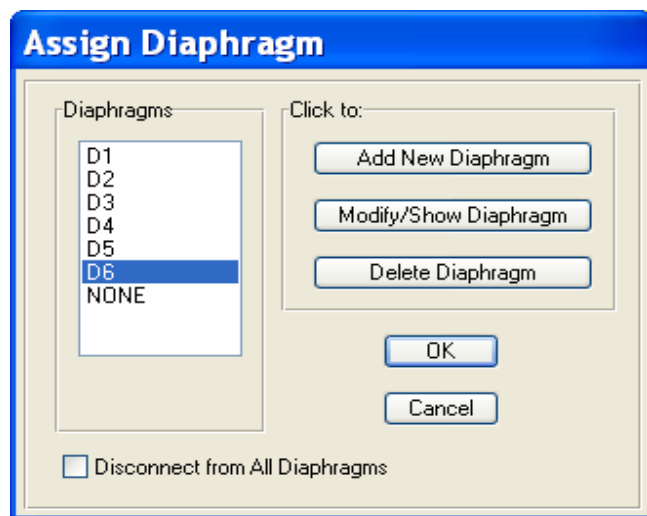 Assign Diaphragm
Diaphragms
D1
D2
D3
D4
D5
D6
NONE
Click to:
Add New Diaphragm
Modify/Show Diaphragm
Delete Diaphragm
OK
Cancel
Disconnect from All Diaphragms